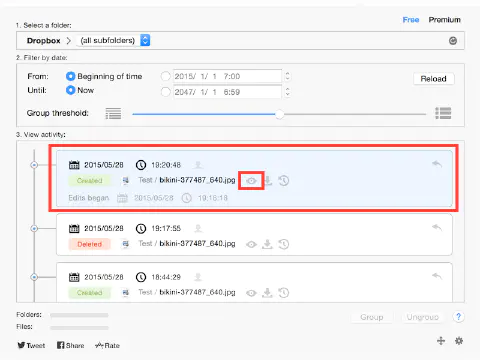 Free Premium
1. Select a folder:
Dropbox (all subfolders)
2. Filter by date:
From: Beginning of time 2015/ 1/ 1 7:00
Until: Now 2047/ 1/ 1 6:59
Reload
Group threshold:
3. View activity:
2015/05/28 19:20:48
Created Test / bikini-377487_640.jpg
Edits began 2015/05/28 19:18:18
2015/05/28 19:17:55
Deleted Test / bikini-377487_640.jpg
2015/05/28 18:44:29
Created Test / bikini-377487_640.jpg
Folders:
Files:
Group Ungroup ?
Tweet Share Rate